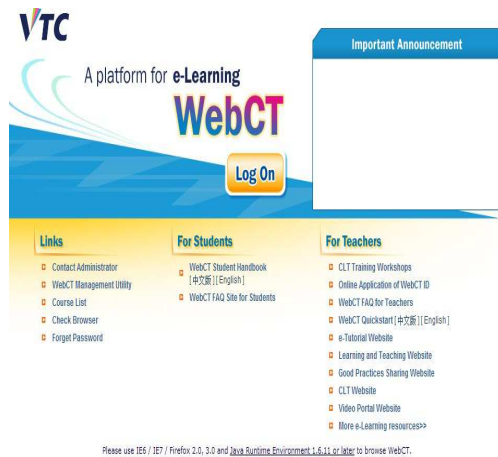 VTC
Important Announcement
A platform for e-Learning
WebCT
Log On
Links
Contact Administrator
WebCT Management Utility
Course List
Check Browser
Forget Password
For Students
WebCT Student Handbook
[中文版] [English]
WebCT FAQ Site for Students
For Teachers
CLT Training Workshops
Online Application of WebCT ID
WebCT FAQ for Teachers
WebCT Quickstart [中文版] [English]
e-Tutorial Website
Learning and Teaching Website
Good Practices Sharing Website
CLT Website
Video Portal Website
More e-Learning resources>>
Please use IE6 / IE7 / Firefox 2.0, 3.0 and Java Runtime Environment 1.6.11 or later to browse WebCT.